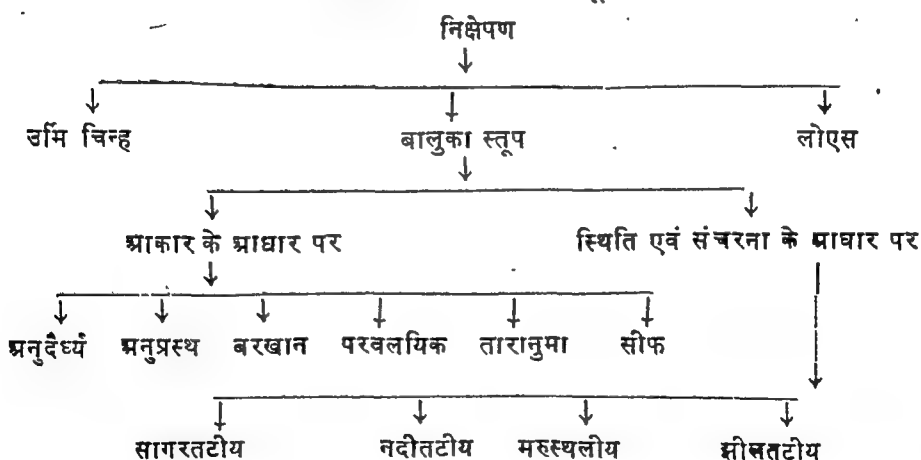 निक्षेपण
उर्मि चिन्ह बालुका स्तूप लोएस
आकार के आधार पर स्थिति एवं संचरना के आधार पर
अनुदैर्ध्य अनुप्रस्थ बरखान परवलयिक तारानुमा सीफ
सागरतटीय नदीतटीय मरुस्थलीय झीलतटीय